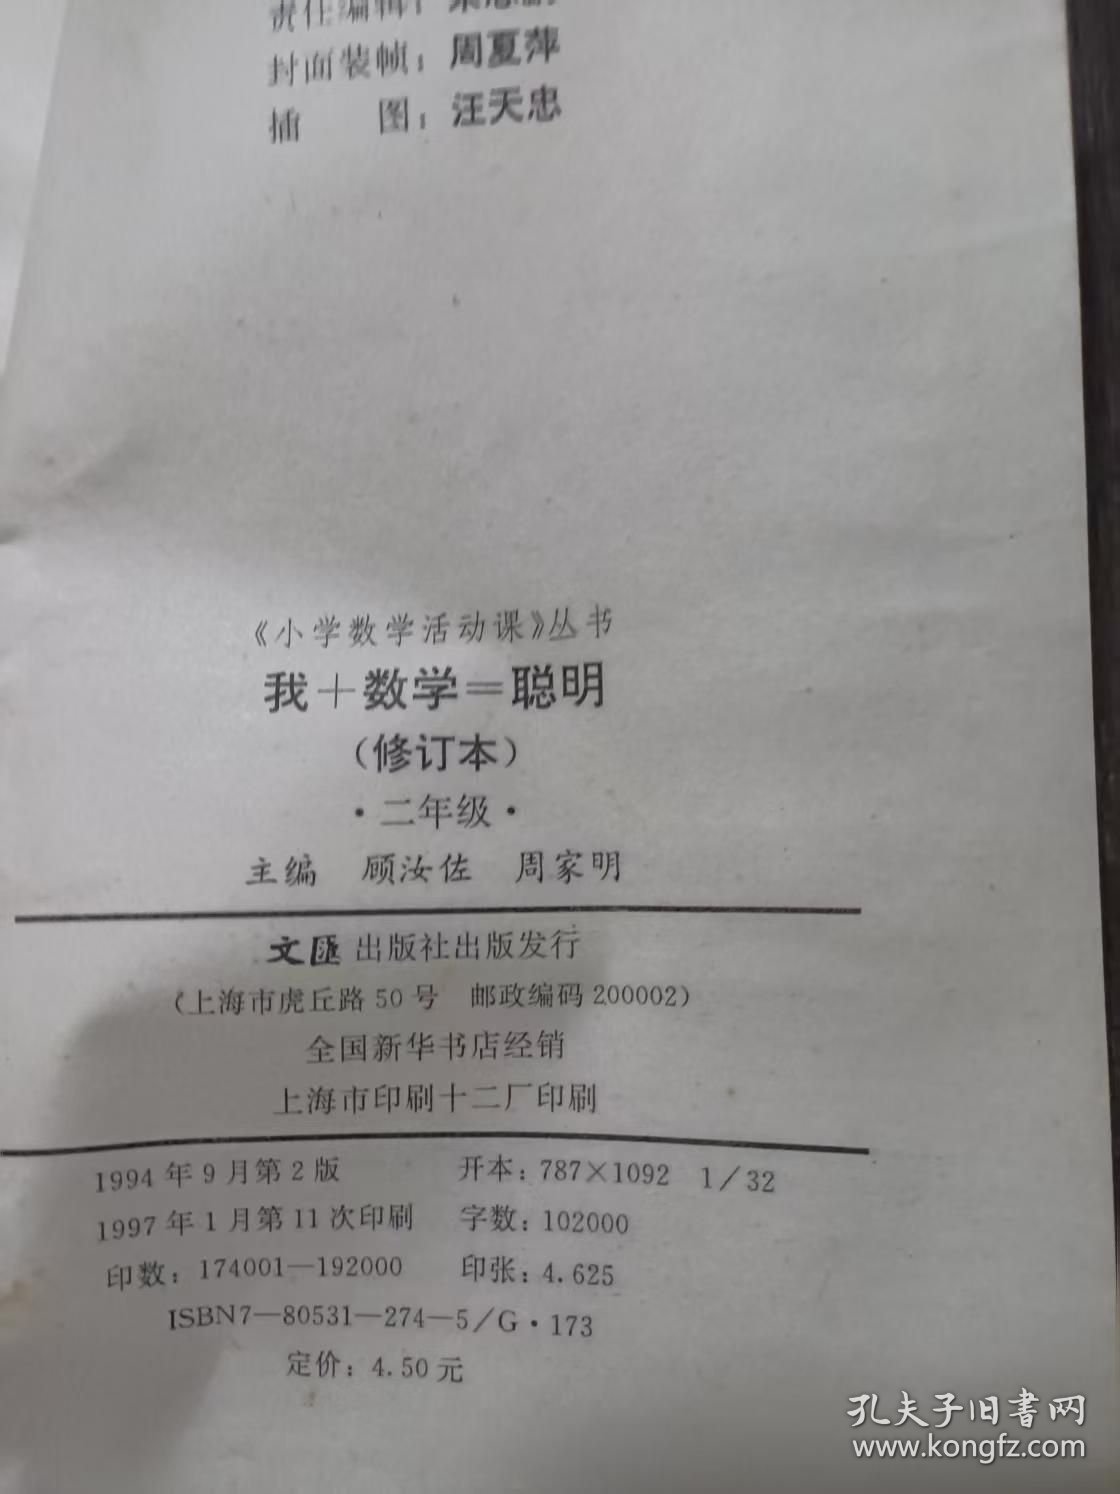 责任编辑：
封面装帧：周夏萍
插　　图：汪天忠
《小学数学活动课》丛书
我＋数学＝聪明
（修订本）
·二年级·
主编　顾汝佐　周家明
文匯出版社出版发行
（上海市虎丘路50号　邮政编码200002）
全国新华书店经销
上海市印刷十二厂印刷
1994年9月第2版　开本：787×1092　1／32
1997年1月第11次印刷　字数：102000
印数：174001—192000　印张：4.625
ISBN7—80531—274—5／G·173
定价：4.50元
孔夫子旧書网
www.kongfz.com